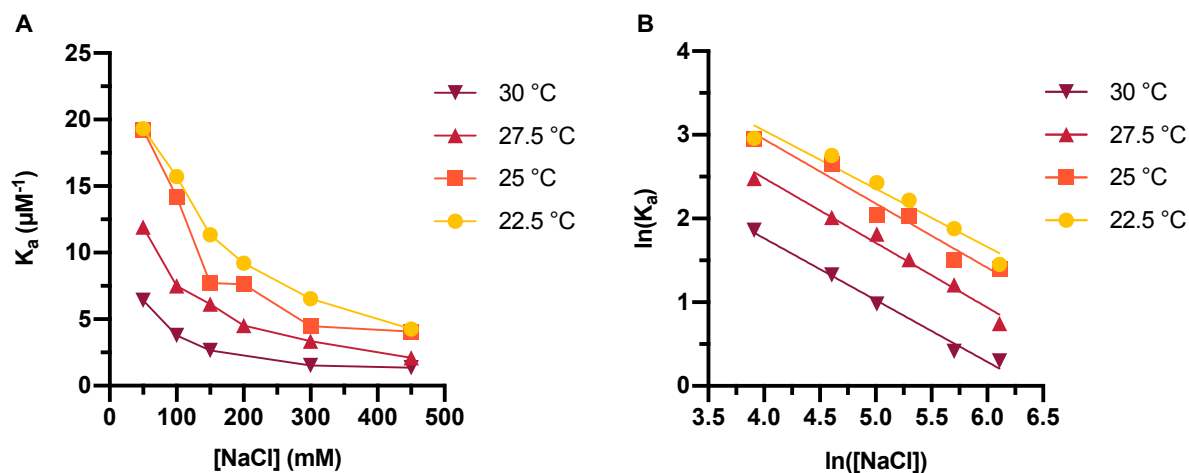 A
25
20
15
10
5
0
0 100 200 300 400 500
Kₐ (μM⁻¹)
[NaCl] (mM)
30 °C
27.5 °C
25 °C
22.5 °C
B
4
3
2
1
0
3.5 4.0 4.5 5.0 5.5 6.0 6.5
ln(Kₐ)
ln([NaCl])
30 °C
27.5 °C
25 °C
22.5 °C